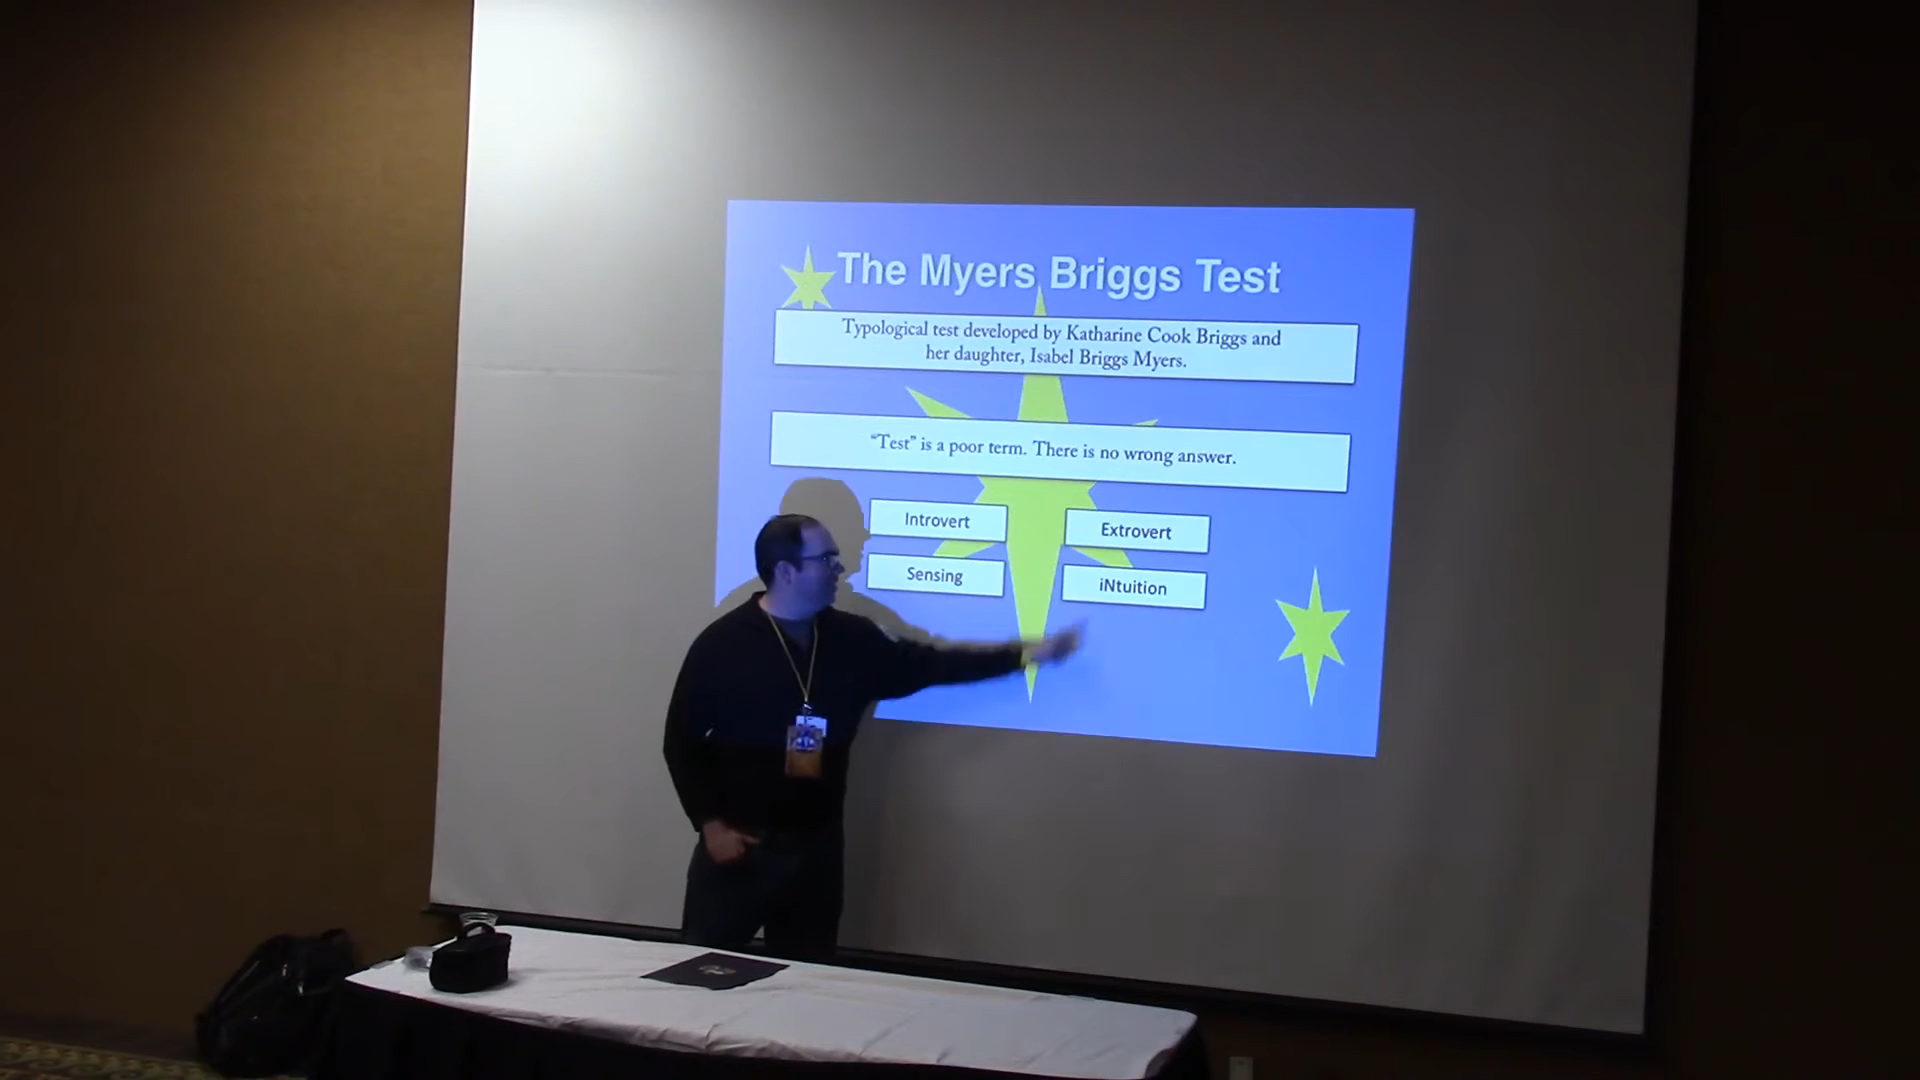 The Myers Briggs Test
Typological test developed by Katharine Cook Briggs and
her daughter, Isabel Briggs Myers.
“Test” is a poor term. There is no wrong answer.
Introvert
Extrovert
Sensing
iNtuition